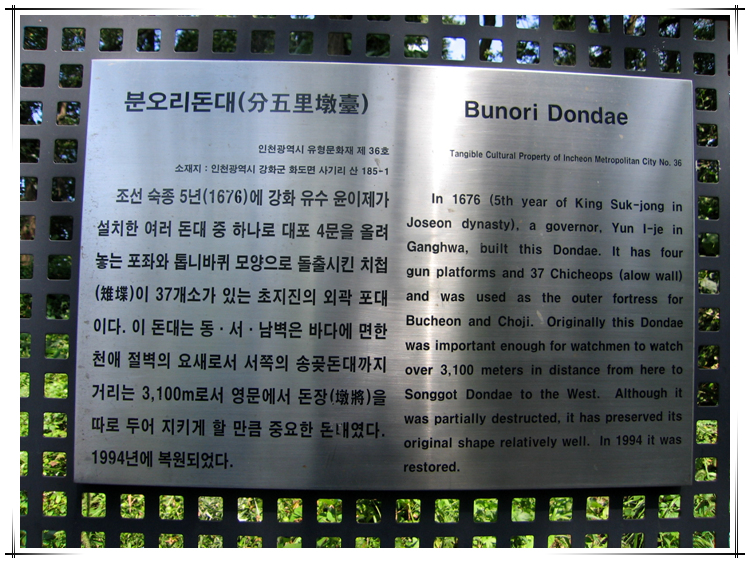 분오리돈대(分五里墩臺)
인천광역시 유형문화재 제 36호
소재지 : 인천광역시 강화군 화도면 사기리 산 185-1
조선 숙종 5년(1676)에 강화 유수 윤이제가
설치한 여러 돈대 중 하나로 대포 4문을 올려
놓는 포좌와 톱니바퀴 모양으로 돌출시킨 치첩
(雉堞)이 37개소가 있는 초지진의 외곽 포대
이다. 이 돈대는 동 · 서 · 남벽은 바다에 면한
천애 절벽의 요새로서 서쪽의 송곶돈대까지
거리는 3,100m로서 영문에서 돈장(墩將)을
따로 두어 지키게 할 만큼 중요한 돈대였다.
1994년에 복원되었다.
Bunori Dondae
Tangible Cultural Property of Incheon Metropolitan City No. 36
In 1676 (5th year of King Suk-jong in
Joseon dynasty), a governor, Yun I-je in
Ganghwa, built this Dondae. It has four
gun platforms and 37 Chicheops (alow wall)
and was used as the outer fortress for
Bucheon and Choji. Originally this Dondae
was important enough for watchmen to watch
over 3,100 meters in distance from here to
Songgot Dondae to the West. Although it
was partially destructed, it has preserved its
original shape relatively well. In 1994 it was
restored.